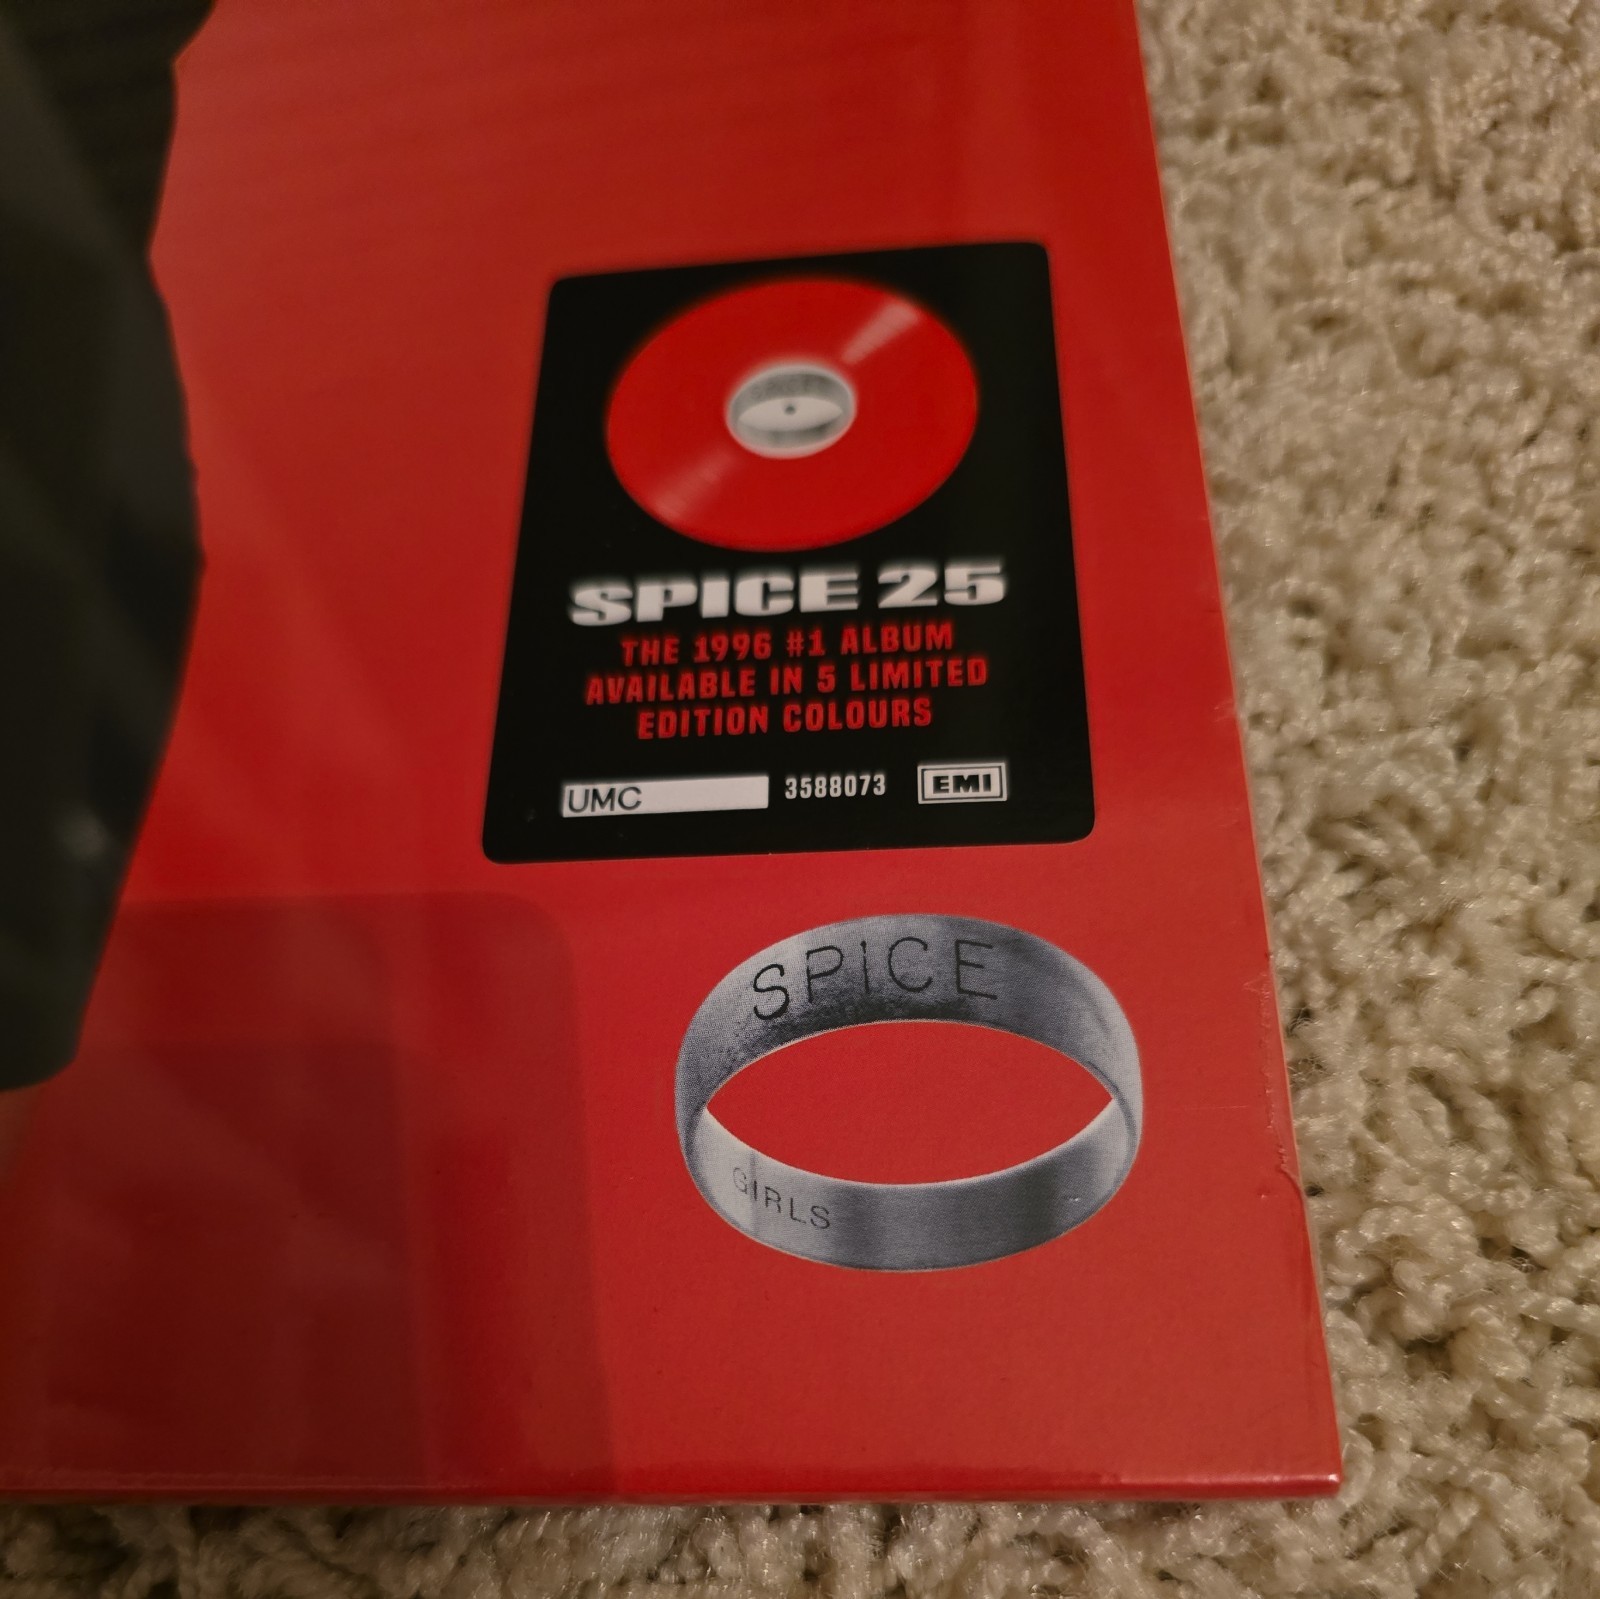 SPICE 25
THE 1996 #1 ALBUM
AVAILABLE IN 5 LIMITED
EDITION COLOURS
UMC 3588073 EMI
SPiCE
GIRLS